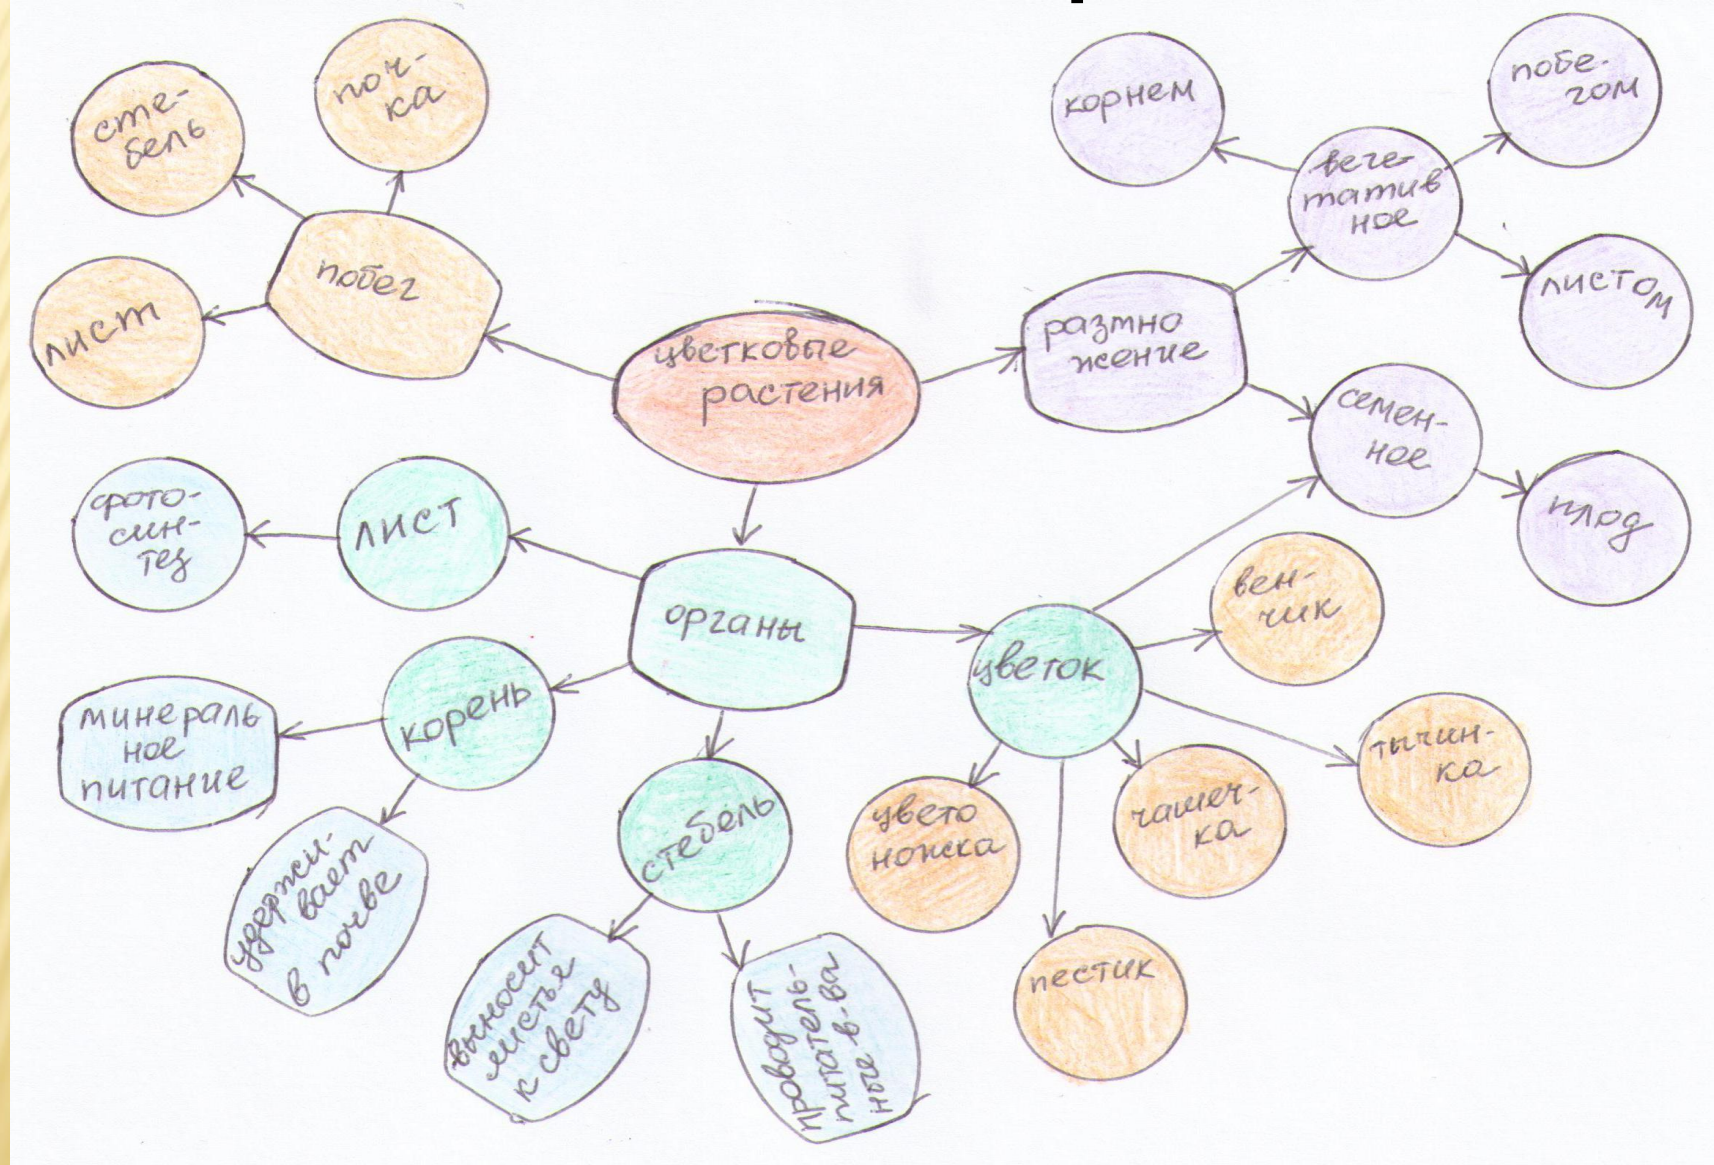 сте-
бель
поч-
ка
лист
побег
цветковые
растения
размно
жение
корнем
веге-
татив
ное
побе-
гом
листом
семен-
ное
плод
фото-
син-
тез
лист
органы
корень
минераль
ное
питание
удержи-
вает
в почве
стебель
выносит
листья
к свету
проводит
питатель-
ные в-ва
цветок
вен-
чик
тычин-
ка
чашеч-
ка
цвето
ножка
пестик